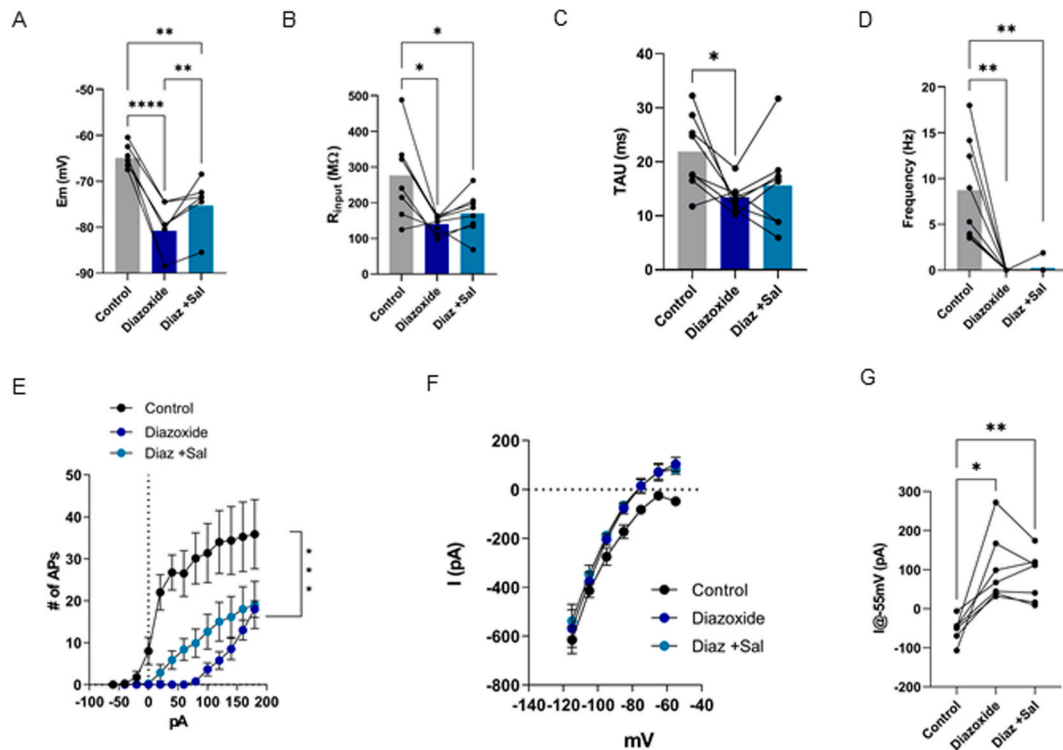 A
B
C
D
**
**
****
-50
-60
-70
-80
-90
Em (mV)
Control
Diazoxide
Diaz +Sal
*
*
500
400
300
200
100
0
Rinput (MΩ)
Control
Diazoxide
Diaz +Sal
*
40
30
20
10
0
TAU (ms)
Control
Diazoxide
Diaz +Sal
**
**
20
15
10
5
0
Frequency (Hz)
Control
Diazoxide
Diaz +Sal
E
F
G
Control
Diazoxide
Diaz +Sal
50
40
30
20
10
0
# of APs
***
-100
-50
0
50
100
150
200
pA
400
200
0
-200
-400
-600
-800
I (pA)
Control
Diazoxide
Diaz +Sal
-140
-120
-100
-80
-60
-40
mV
**
*
300
200
100
0
-100
-200
I@-55mV (pA)
Control
Diazoxide
Diaz +Sal